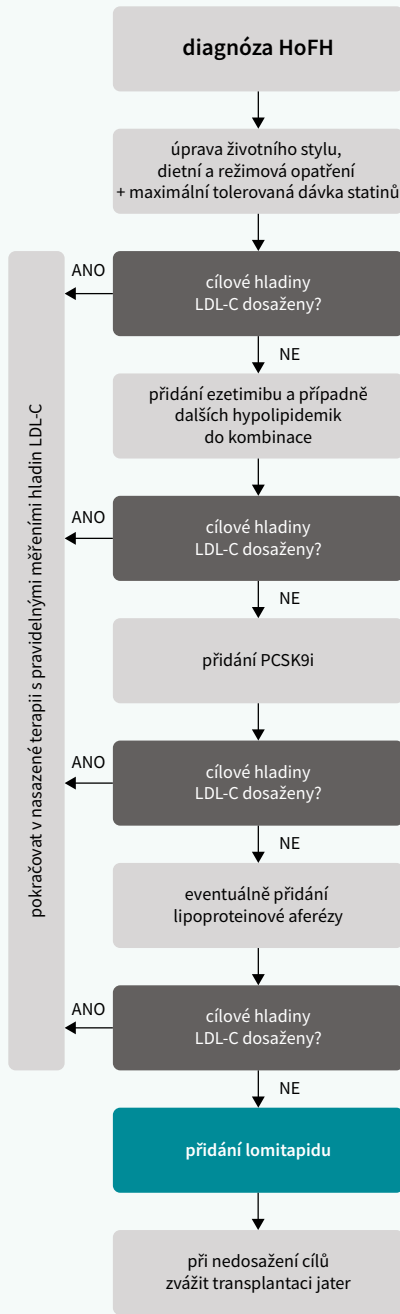 diagnóza HoFH
úprava životního stylu,
dietní a režimová opatření
+ maximální tolerovaná dávka statinů
ANO
cílové hladiny
LDL-C dosaženy?
NE
přidání ezetimibu a případně
dalších hypolipidemik
do kombinace
ANO
cílové hladiny
LDL-C dosaženy?
NE
přidání PCSK9i
ANO
cílové hladiny
LDL-C dosaženy?
NE
eventuálně přidání
lipoproteinové aferézy
ANO
cílové hladiny
LDL-C dosaženy?
NE
přidání lomitapidu
při nedosažení cílů
zvážit transplantaci jater
pokračovat v nasazené terapii s pravidelnými měřeními hladin LDL-C